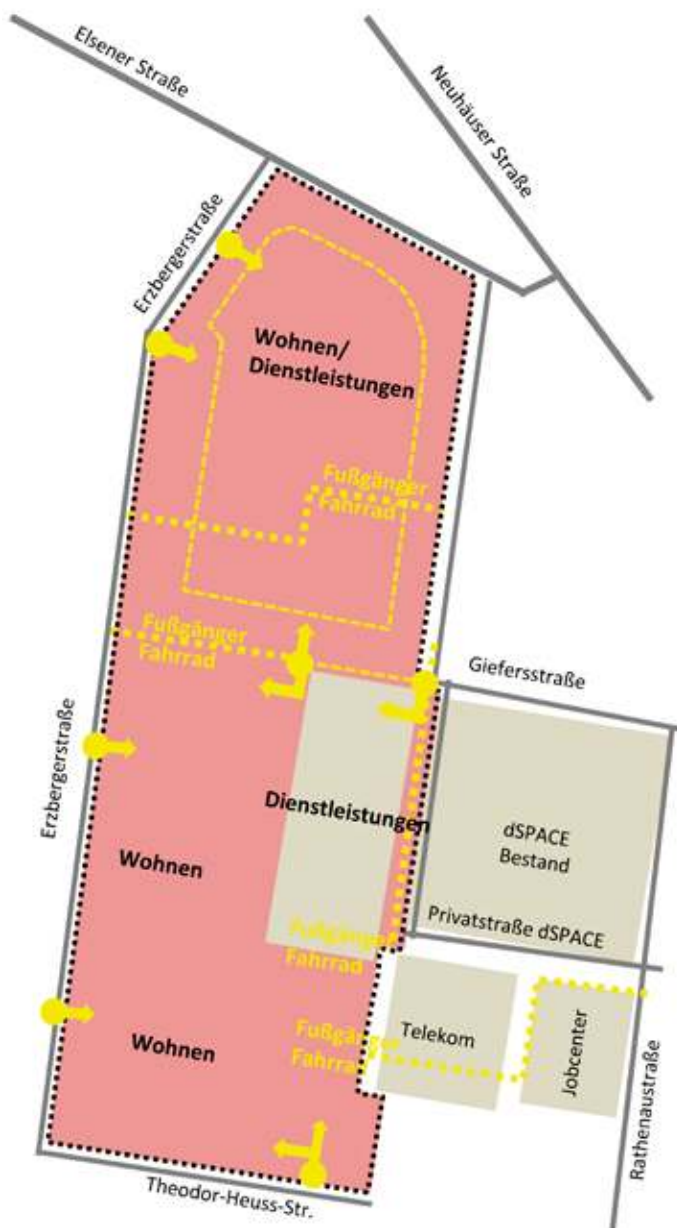 Elsener Straße
Neuhäuser Straße
Erzbergerstraße
Wohnen/
Dienstleistungen
Fußgänger
Fahrrad
Fußgänger
Fahrrad
Giefersstraße
Erzbergerstraße
Dienstleistungen
dSPACE
Bestand
Wohnen
Privatstraße dSPACE
Fußgänger
Fahrrad
Wohnen
Fußgänger
Fahrrad
Telekom
Jobcenter
Rathenaustraße
Theodor-Heuss-Str.